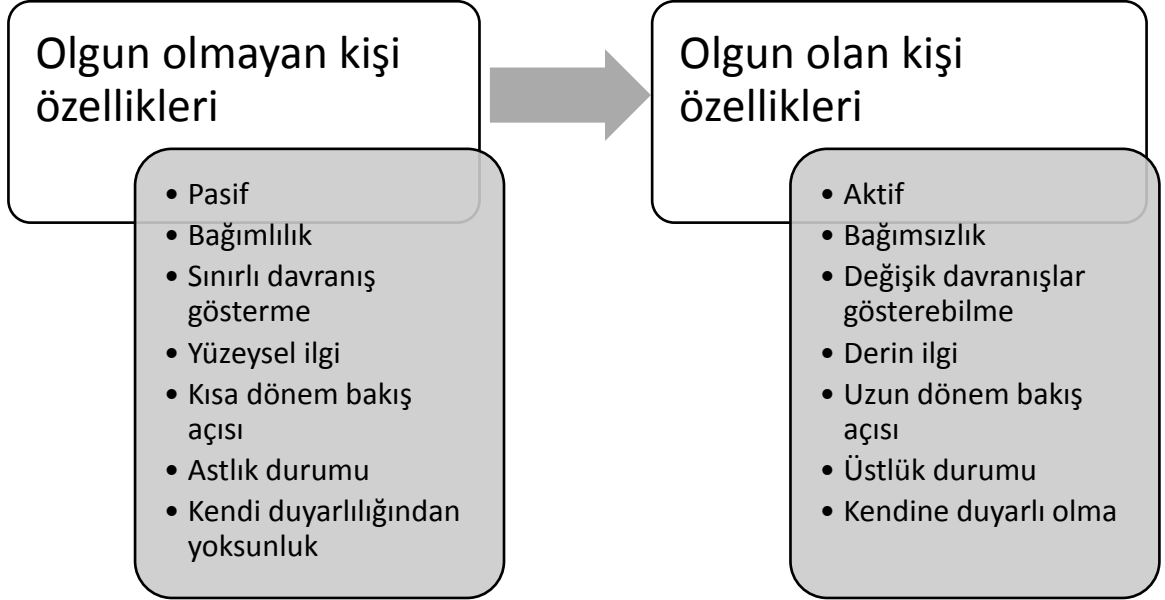 Olgun olmayan kişi
özellikleri
• Pasif
• Bağımlılık
• Sınırlı davranış
gösterme
• Yüzeysel ilgi
• Kısa dönem bakış
açısı
• Astlık durumu
• Kendi duyarlılığından
yoksunluk
Olgun olan kişi
özellikleri
• Aktif
• Bağımsızlık
• Değişik davranışlar
gösterebilme
• Derin ilgi
• Uzun dönem bakış
açısı
• Üstlük durumu
• Kendine duyarlı olma